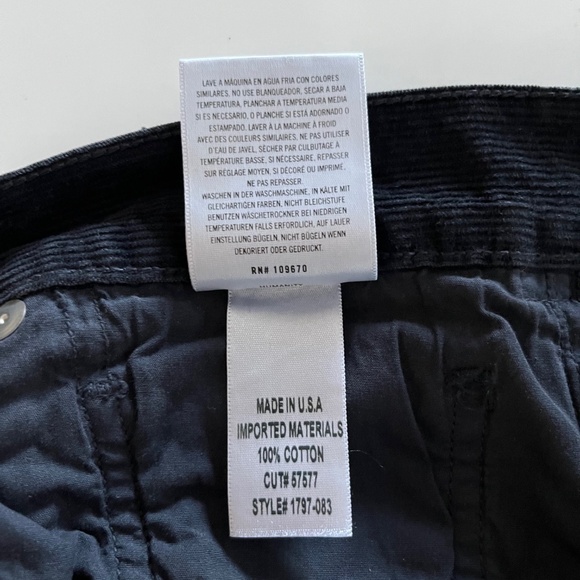 LAVE A MÁQUINA EN AGUA FRIA CON COLORES
SIMILARES, NO USE BLANQUEADOR, SÉCAR A BAJA
TEMPERATURA, PLANCHAR A TEMPERATURA MEDIA
SI ES NECESARIO, O PLANCHE SI ESTÁ ADORNADO O
ESTAMPADO. LAVER À LA MACHINE À FROID
AVEC DES COULEURS SIMILAIRES, NE PAS UTILISER
D'EAU DE JAVEL, SÈCHER PAR CULBUTAGE À
TEMPÉRATURE BASSE, SI NÉCESSAIRE, REPASSER
SUR RÉGLAGE MOYEN, SI DÉCORÉ OU IMPRIMÉ,
NE PAS REPASSER.
WASCHEN IN DER WASCHMASCHINE, IN KÄLTE MIT
GLEICHARTIGEN FARBEN, NICHT BLEICHSTUFE
BENUTZEN WÄSCHETROCKNER BEI NIEDRIGEN
TEMPERATUREN FALLS ERFORDLICH, AUF LAUER
EINSTELLUNG BÜGELN, NICHT BÜGELN WENN
DEKORIERT ODER GEDRUCKT.
RN# 109670
MADE IN U.S.A
IMPORTED MATERIALS
100% COTTON
CUT# 57577
STYLE# 1797-083